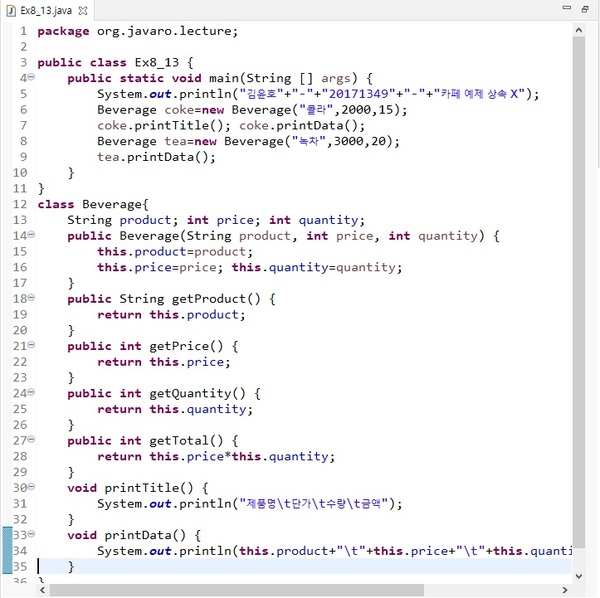 Ex8_13.java
1 package org.javaro.lecture;
2
3 public class Ex8_13 {
4 public static void main(String [] args) {
5 System.out.println("김윤호"+"-"+"20171349"+"-"+"카페 예제 상속 X");
6 Beverage coke=new Beverage("콜라",2000,15);
7 coke.printTitle(); coke.printData();
8 Beverage tea=new Beverage("녹차",3000,20);
9 tea.printData();
10 }
11 }
12 class Beverage{
13 String product; int price; int quantity;
14 public Beverage(String product, int price, int quantity) {
15 this.product=product;
16 this.price=price; this.quantity=quantity;
17 }
18 public String getProduct() {
19 return this.product;
20 }
21 public int getPrice() {
22 return this.price;
23 }
24 public int getQuantity() {
25 return this.quantity;
26 }
27 public int getTotal() {
28 return this.price*this.quantity;
29 }
30 void printTitle() {
31 System.out.println("제품명\t단가\t수량\t금액");
32 }
33 void printData() {
34 System.out.println(this.product+"\t"+this.price+"\t"+this.quanti
35 }
36 }